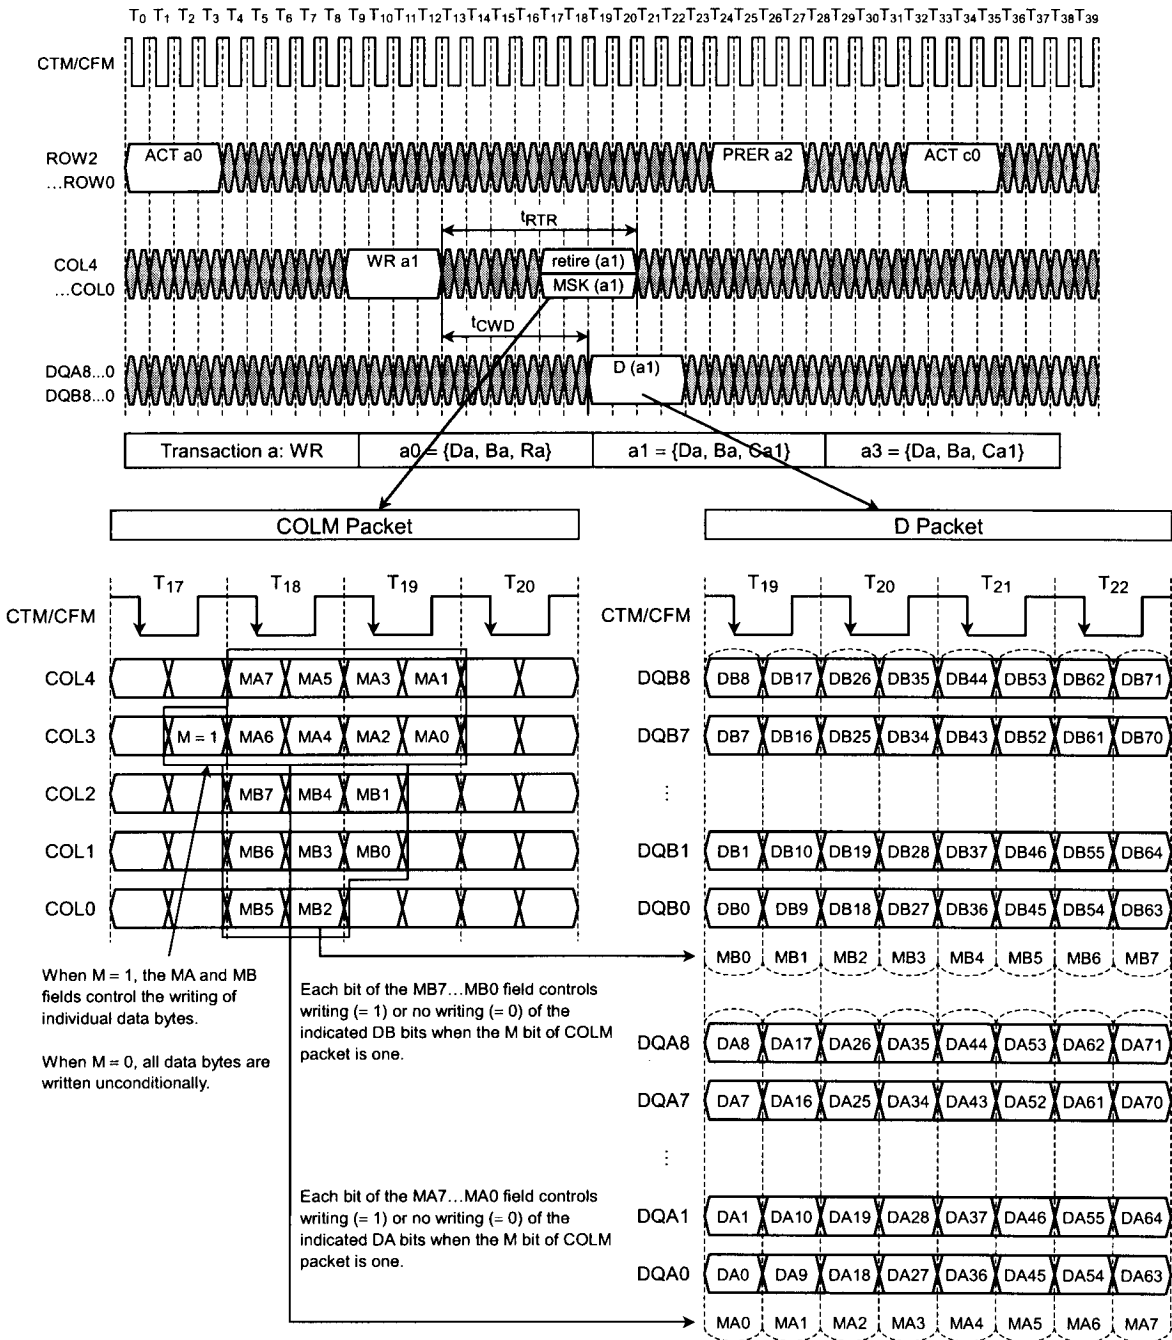 T0 T1 T2 T3 T4 T5 T6 T7 T8 T9 T10 T11 T12 T13 T14 T15 T16 T17 T18 T19 T20 T21 T22 T23 T24 T25 T26 T27 T28 T29 T30 T31 T32 T33 T34 T35 T36 T37 T38 T39
CTM/CFM
ROW2 ACT a0 PRER a2 ACT c0
...ROW0
tRTR
COL4 WR a1 retire (a1)
...COL0 MSK (a1)
tCWD
DQA8...0 D (a1)
DQB8...0
Transaction a: WR a0 = {Da, Ba, Ra} a1 = {Da, Ba, Ca1} a3 = {Da, Ba, Ca1}
COLM Packet
T17 T18 T19 T20
CTM/CFM
COL4 MA7 MA5 MA3 MA1
COL3 M = 1 MA6 MA4 MA2 MA0
COL2 MB7 MB4 MB1
COL1 MB6 MB3 MB0
COL0 MB5 MB2
When M = 1, the MA and MB
fields control the writing of
individual data bytes.
When M = 0, all data bytes are
written unconditionally.
Each bit of the MB7...MB0 field controls
writing (= 1) or no writing (= 0) of the
indicated DB bits when the M bit of COLM
packet is one.
Each bit of the MA7...MA0 field controls
writing (= 1) or no writing (= 0) of the
indicated DA bits when the M bit of COLM
packet is one.
D Packet
T19 T20 T21 T22
CTM/CFM
DQB8 DB8 DB17 DB26 DB35 DB44 DB53 DB62 DB71
DQB7 DB7 DB16 DB25 DB34 DB43 DB52 DB61 DB70
⋮
DQB1 DB1 DB10 DB19 DB28 DB37 DB46 DB55 DB64
DQB0 DB0 DB9 DB18 DB27 DB36 DB45 DB54 DB63
MB0 MB1 MB2 MB3 MB4 MB5 MB6 MB7
DQA8 DA8 DA17 DA26 DA35 DA44 DA53 DA62 DA71
DQA7 DA7 DA16 DA25 DA34 DA43 DA52 DA61 DA70
⋮
DQA1 DA1 DA10 DA19 DA28 DA37 DA46 DA55 DA64
DQA0 DA0 DA9 DA18 DA27 DA36 DA45 DA54 DA63
MA0 MA1 MA2 MA3 MA4 MA5 MA6 MA7